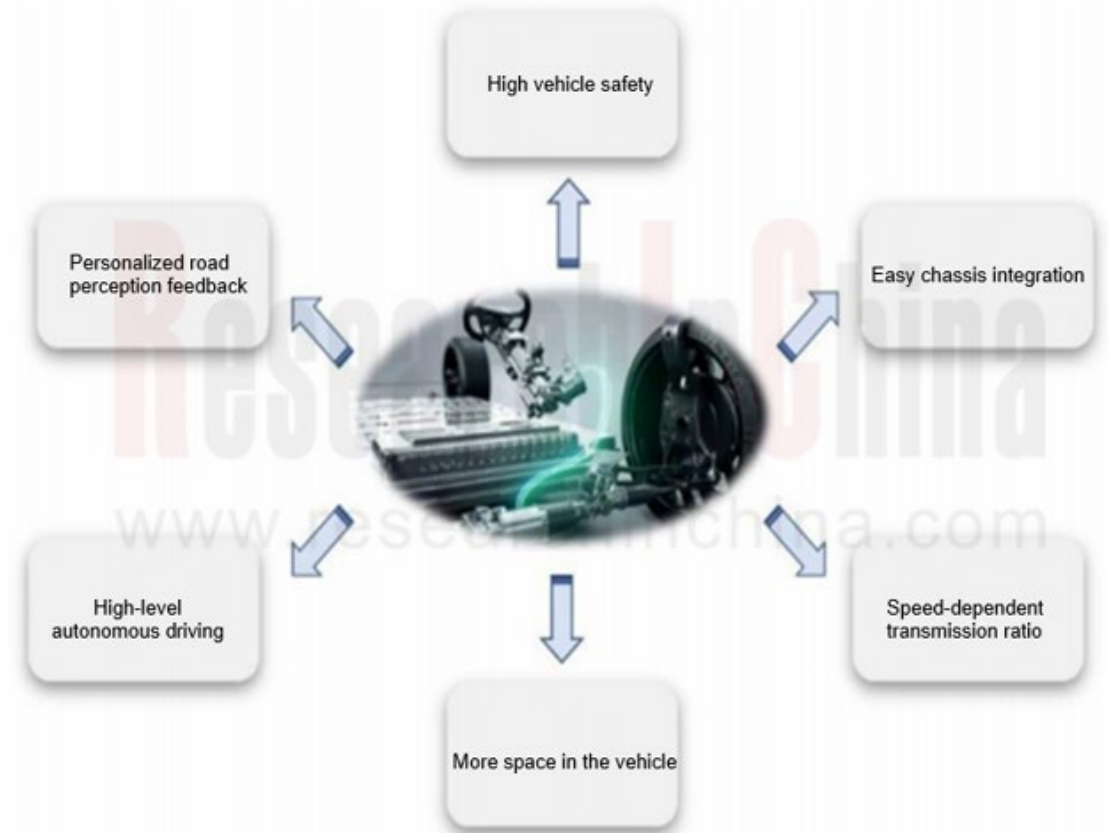 High vehicle safety
Personalized road
perception feedback
Easy chassis integration
ResearchInChina
www.researchinchina.com
High-level
autonomous driving
Speed-dependent
transmission ratio
More space in the vehicle